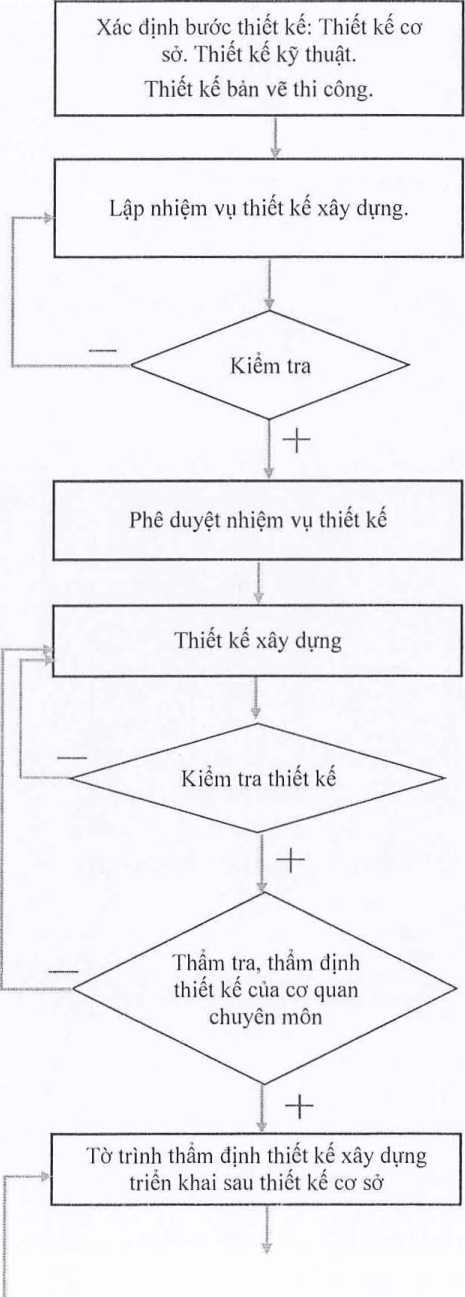 Xác định bước thiết kế: Thiết kế cơ
sở. Thiết kế kỹ thuật.
Thiết kế bản vẽ thi công.
Lập nhiệm vụ thiết kế xây dựng.
Kiểm tra
+
Phê duyệt nhiệm vụ thiết kế
Thiết kế xây dựng
Kiểm tra thiết kế
+
Thẩm tra, thẩm định
thiết kế của cơ quan
chuyên môn
+
Tờ trình thẩm định thiết kế xây dựng
triển khai sau thiết kế cơ sở